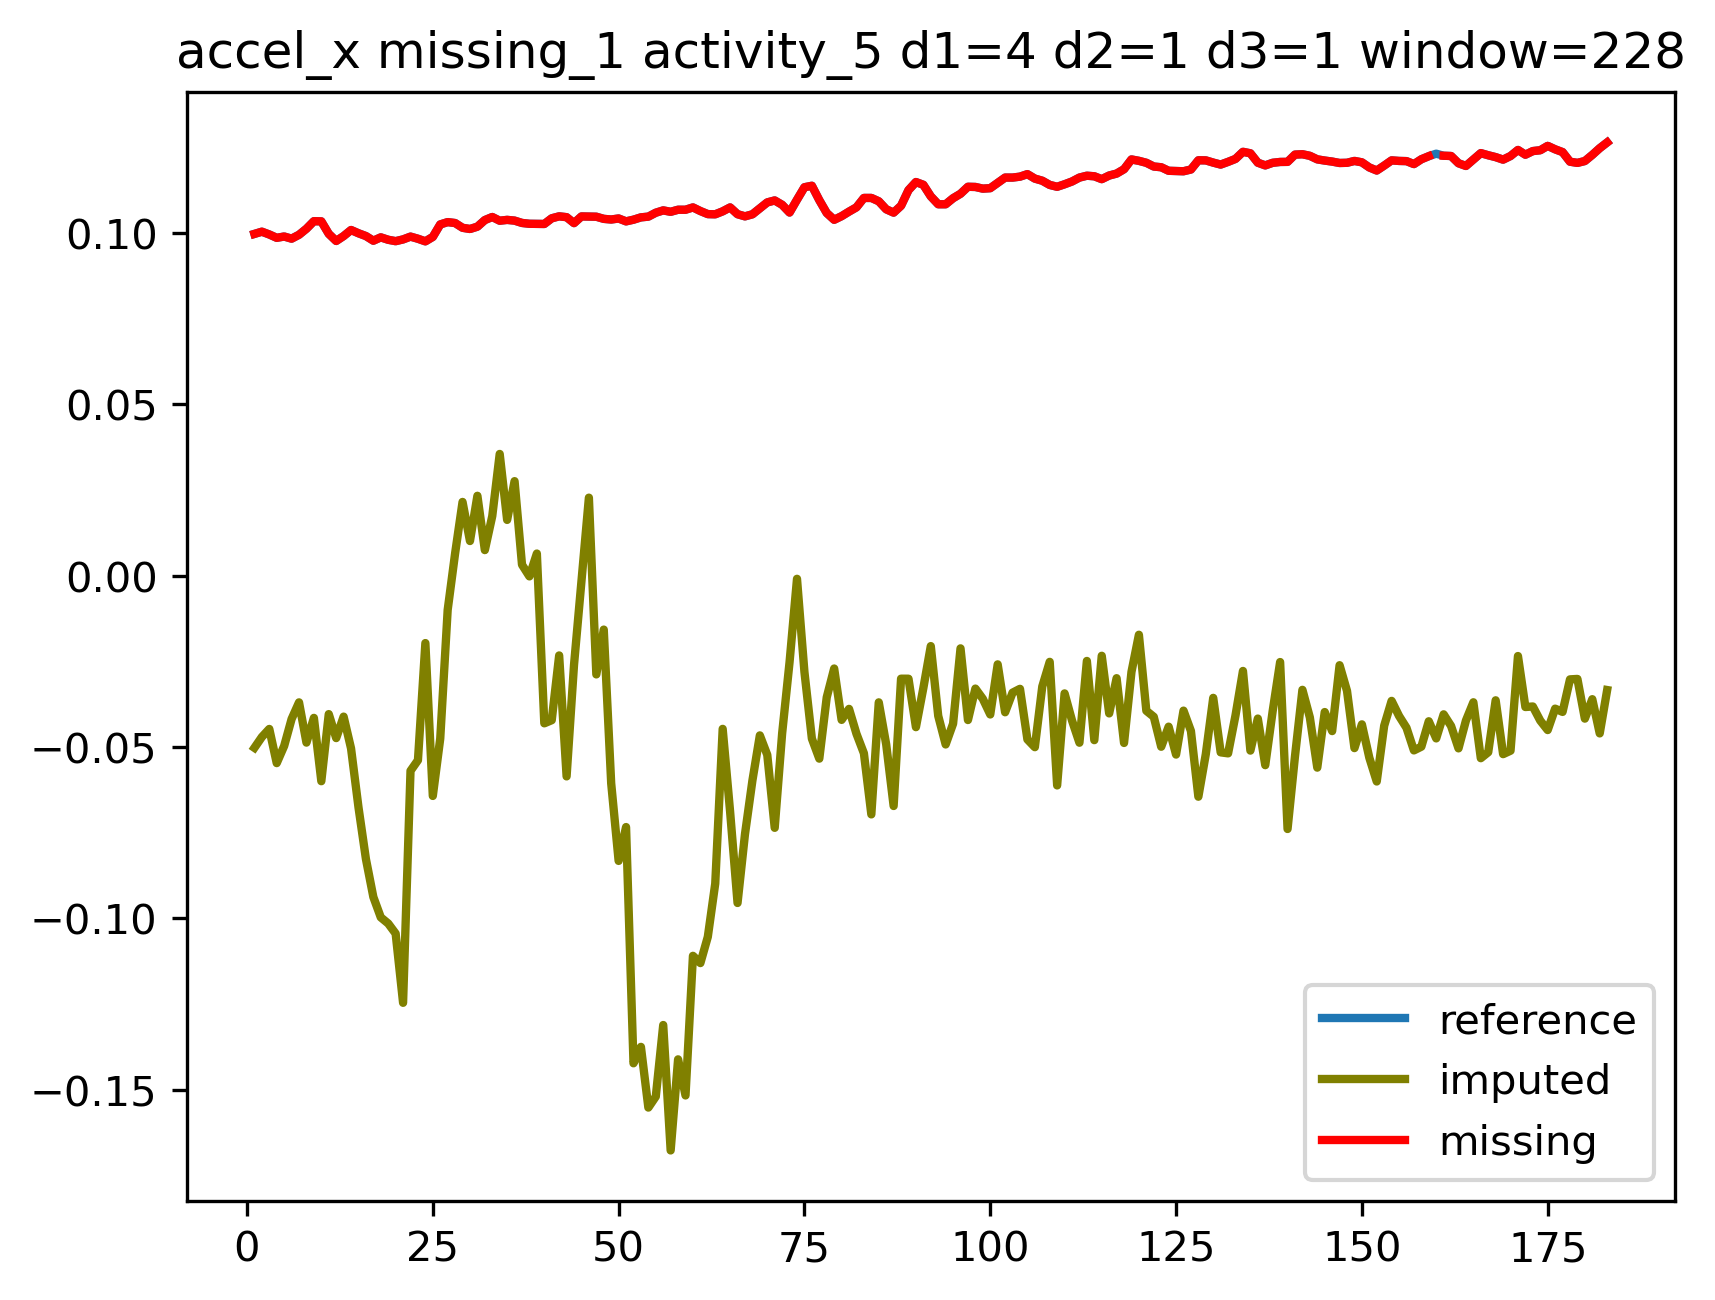 accel_x missing_1 activity_5 d1=4 d2=1 d3=1 window=228
0.10
0.05
0.00
−0.05
−0.10
−0.15
reference
imputed
missing
0 25 50 75 100 125 150 175